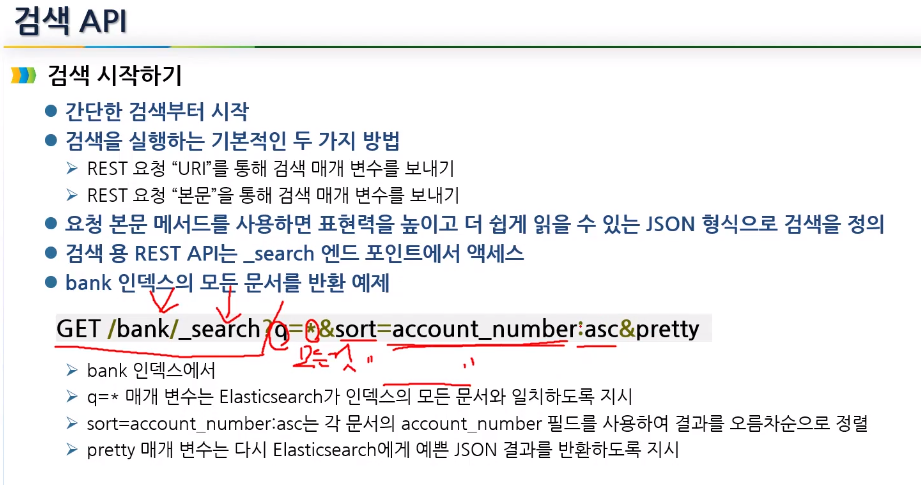 검색 API
검색 시작하기
간단한 검색부터 시작
검색을 실행하는 기본적인 두 가지 방법
REST 요청 “URI”를 통해 검색 매개 변수를 보내기
REST 요청 “본문”을 통해 검색 매개 변수를 보내기
요청 본문 메서드를 사용하면 표현력을 높이고 더 쉽게 읽을 수 있는 JSON 형식으로 검색을 정의
검색 용 REST API는 _search 엔드 포인트에서 액세스
bank 인덱스의 모든 문서를 반환 예제
GET /bank/_search?q=*&sort=account_number:asc&pretty
모든것
bank 인덱스에서
q=* 매개 변수는 Elasticsearch가 인덱스의 모든 문서와 일치하도록 지시
sort=account_number:asc는 각 문서의 account_number 필드를 사용하여 결과를 오름차순으로 정렬
pretty 매개 변수는 다시 Elasticsearch에게 예쁜 JSON 결과를 반환하도록 지시